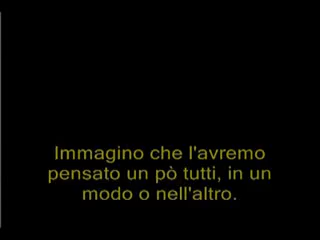 Immagino che l'avremo
pensato un pò tutti, in un
modo o nell'altro.